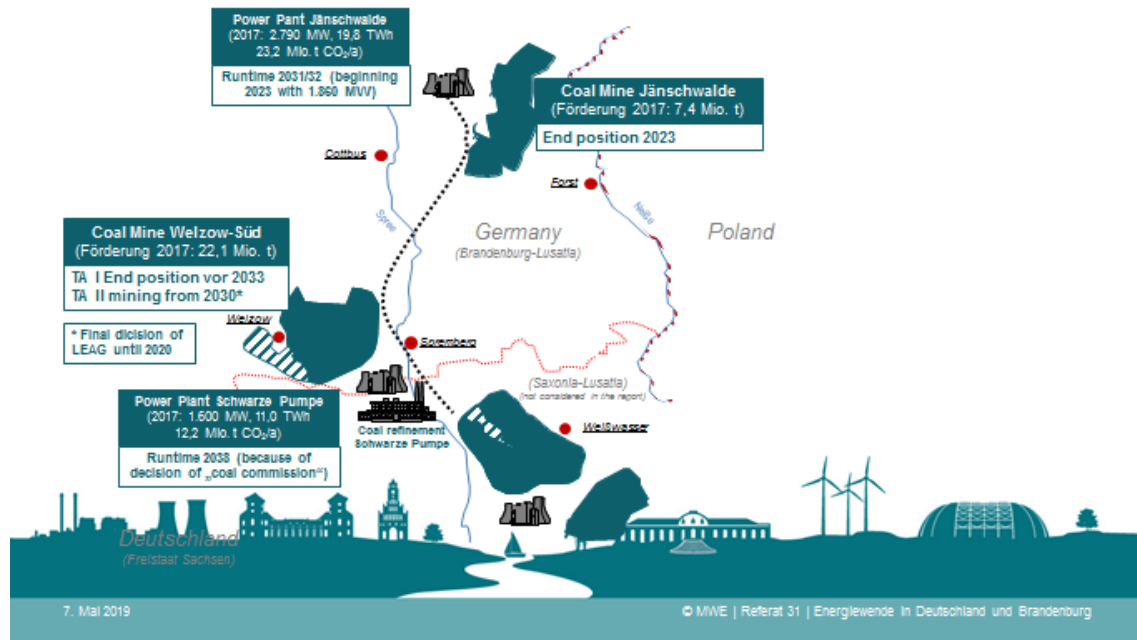 Power Pant Jänschwalde
(2017: 2.790 MW, 19,8 TWh
23,2 Mio. t CO₂/a)
Runtime 2031/32 (beginning
2023 with 1.860 MVV)
Coal Mine Jänschwalde
(Förderung 2017: 7,4 Mio. t)
End position 2023
Cottbus
Forst
Spree
Neiße
Germany
(Brandenburg-Lusatia)
Poland
Coal Mine Welzow-Süd
(Förderung 2017: 22,1 Mio. t)
TA I End position vor 2033
TA II mining from 2030*
Welzow
* Final dicision of
LEAG until 2020
Spremberg
(Saxonia-Lusatia)
(not considered in the report)
Power Plant Schwarze Pumpe
(2017: 1.600 MW, 11,0 TWh
12,2 Mio. t CO₂/a)
Runtime 2038 (because of
decision of „coal commission“)
Coal refinement
Schwarze Pumpe
Weißwasser
Deutschland
(Freistaat Sachsen)
7. Mai 2019
© MWE | Referat 31 | Energiewende in Deutschland und Brandenburg